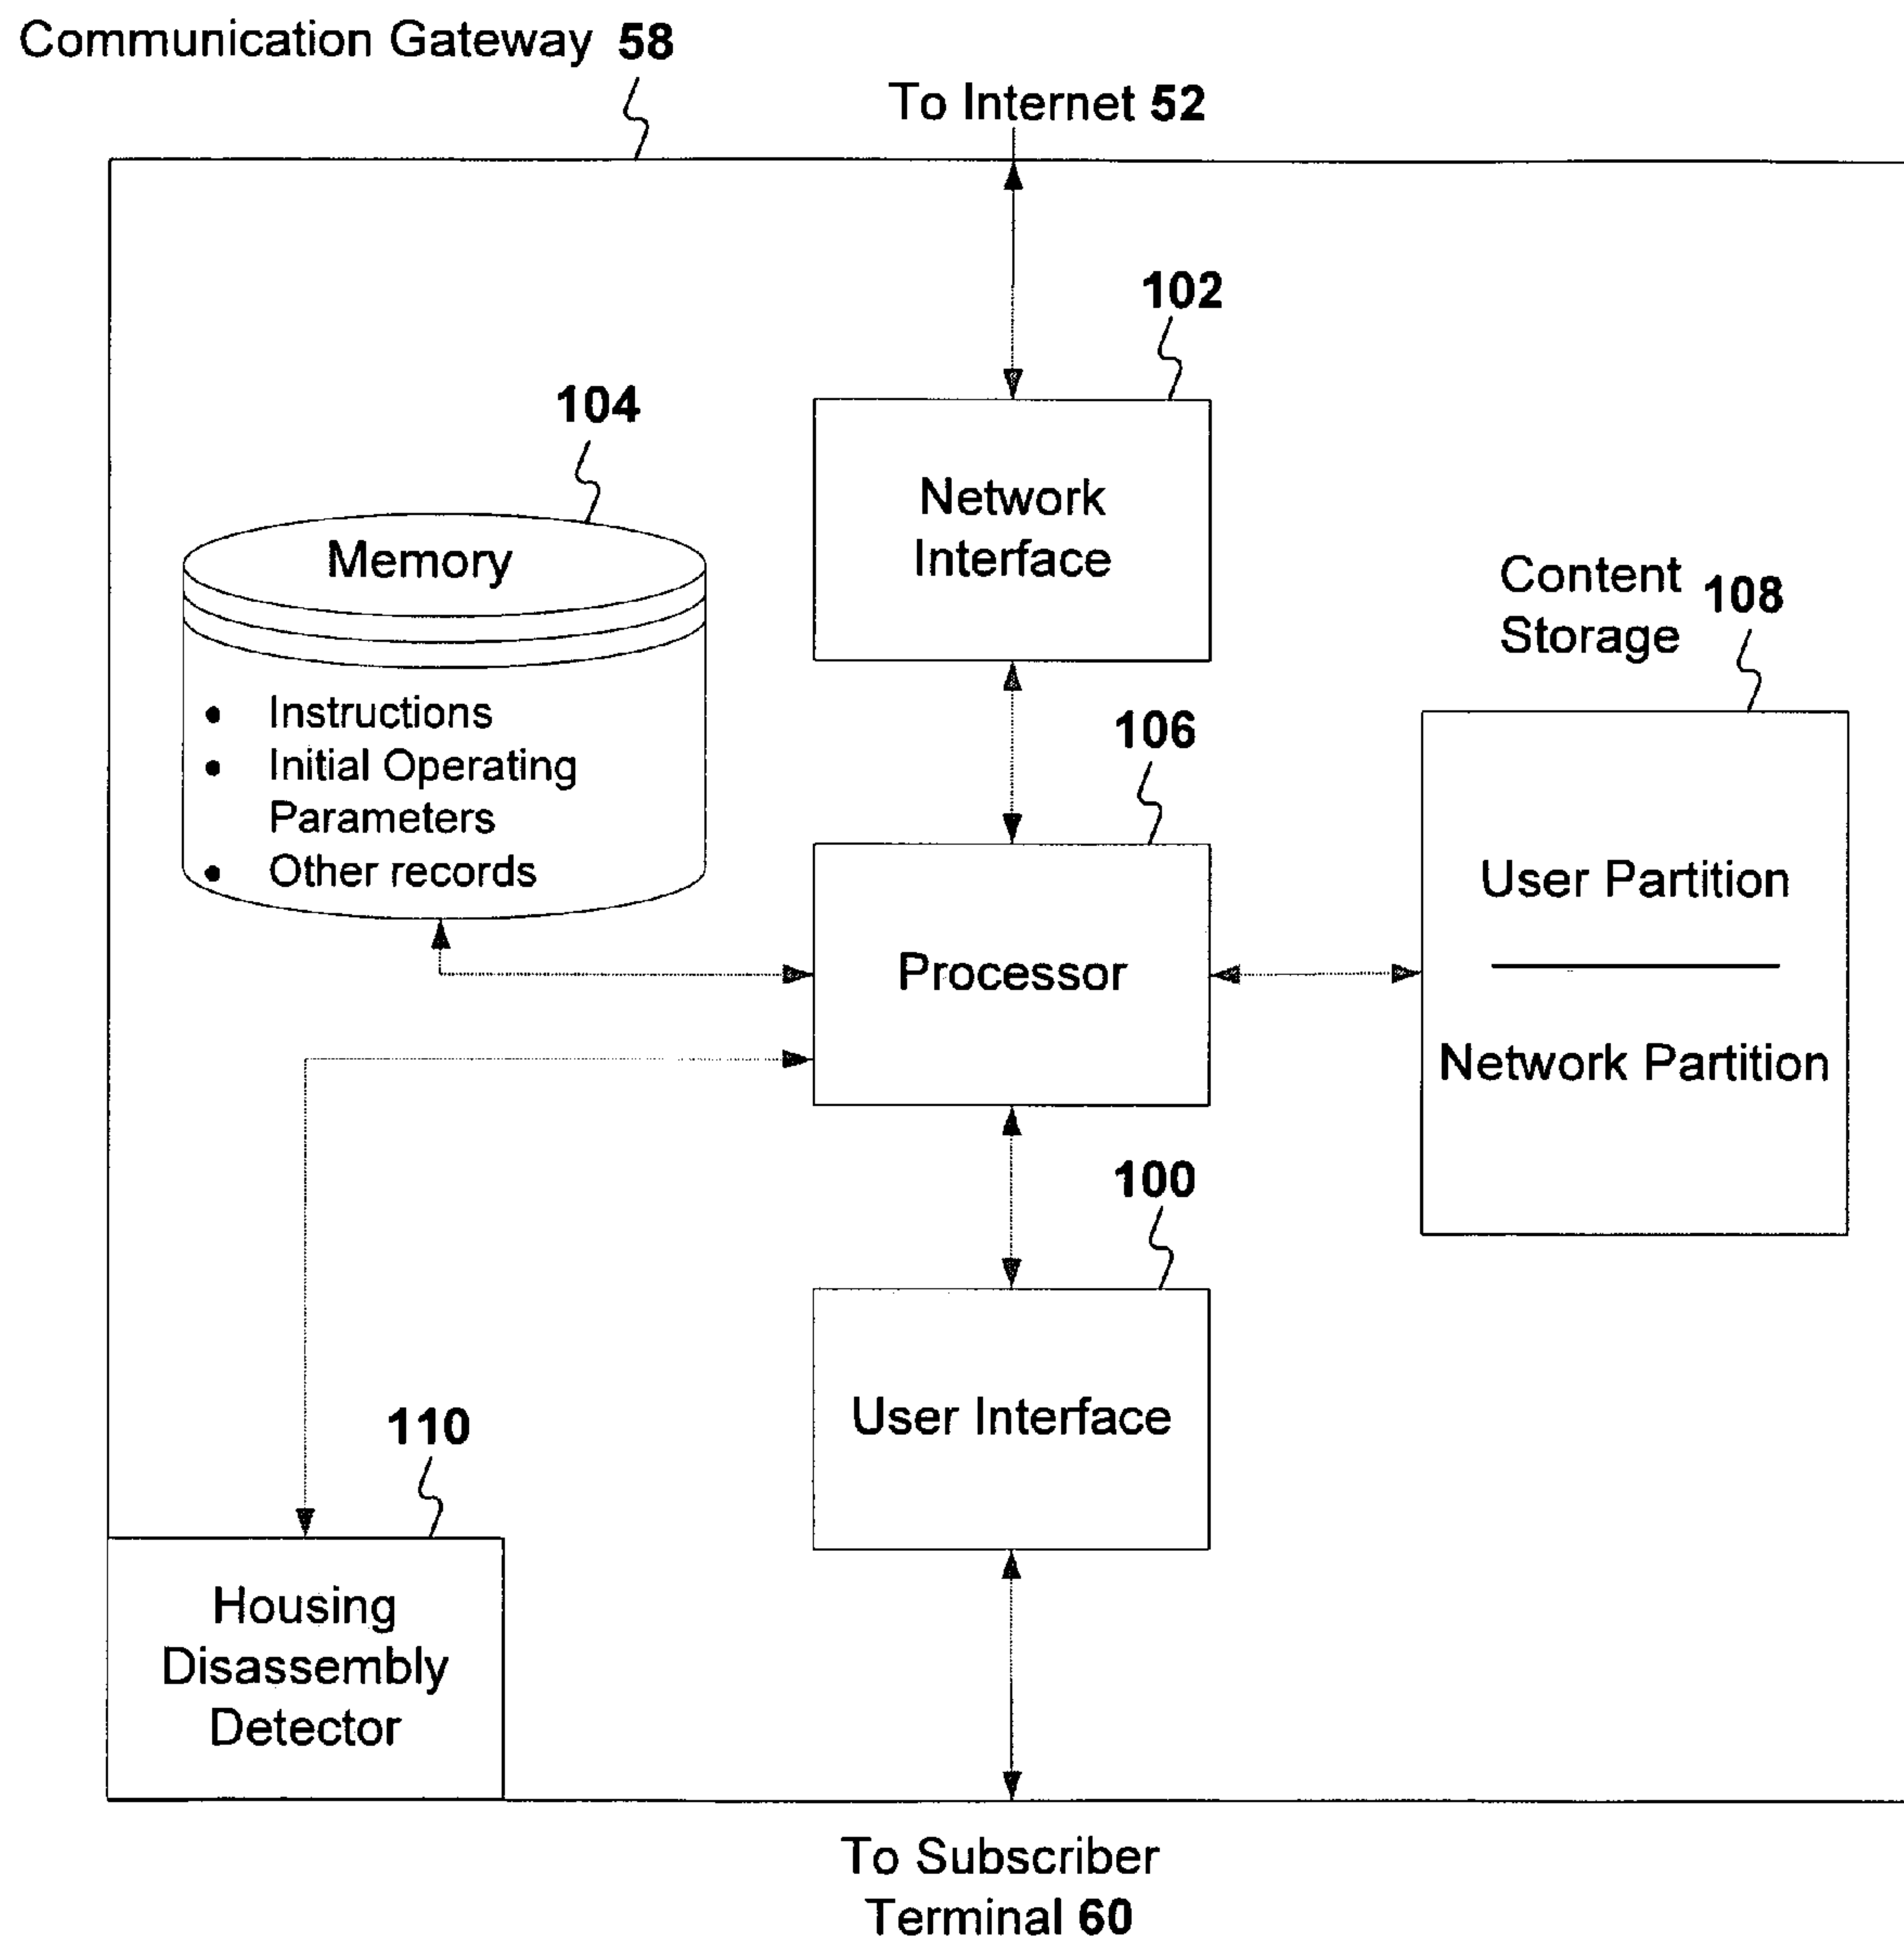 Communication Gateway 58
To Internet 52
102
Network
Interface
104
Memory
• Instructions
• Initial Operating
Parameters
• Other records
Content
Storage 108
User Partition
Network Partition
106
Processor
100
User Interface
110
Housing
Disassembly
Detector
To Subscriber
Terminal 60